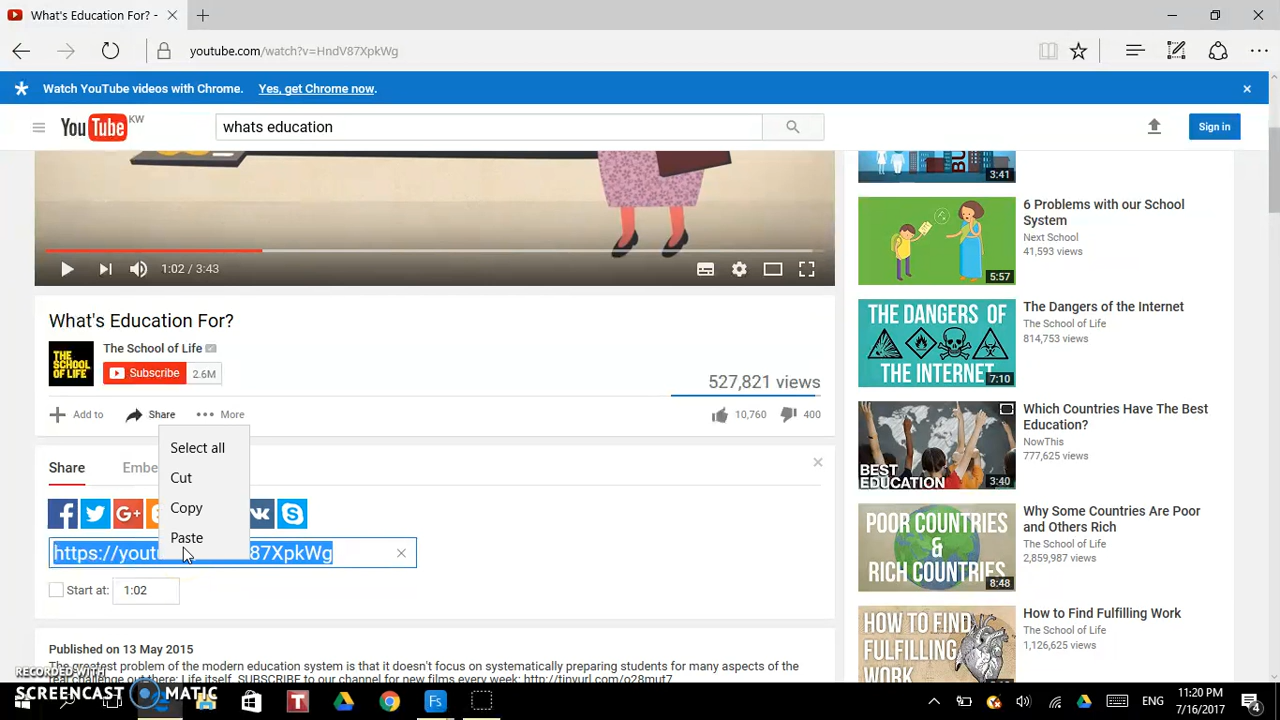 What's Education For? -
youtube.com/watch?v=HndV87XpkWg
Watch YouTube videos with Chrome. Yes, get Chrome now.
YouTube KW
whats education
Sign in
3:41
1:02 / 3:43
6 Problems with our School
System
Next School
41,593 views
5:57
What's Education For?
THE SCHOOL OF LIFE
The School of Life
Subscribe 2.6M
527,821 views
Add to Share More
10,760 400
THE DANGERS OF
THE INTERNET
7:10
The Dangers of the Internet
The School of Life
814,753 views
Select all
Cut
Copy
Paste
Share
BEST
EDUCATION
3:40
Which Countries Have The Best
Education?
NowThis
777,625 views
https://yout 87XpkWg
Start at: 1:02
POOR COUNTRIES
&
RICH COUNTRIES
8:48
Why Some Countries Are Poor
and Others Rich
The School of Life
2,859,987 views
Published on 13 May 2015
The greatest problem of the modern education system is that it doesn't focus on systematically preparing students for many aspects of the
HOW TO FIND
FULFILLING
WORK
How to Find Fulfilling Work
The School of Life
1,126,625 views
RECORDED WITH
SCREENCAST MATIC
ENG
11:20 PM
7/16/2017
4